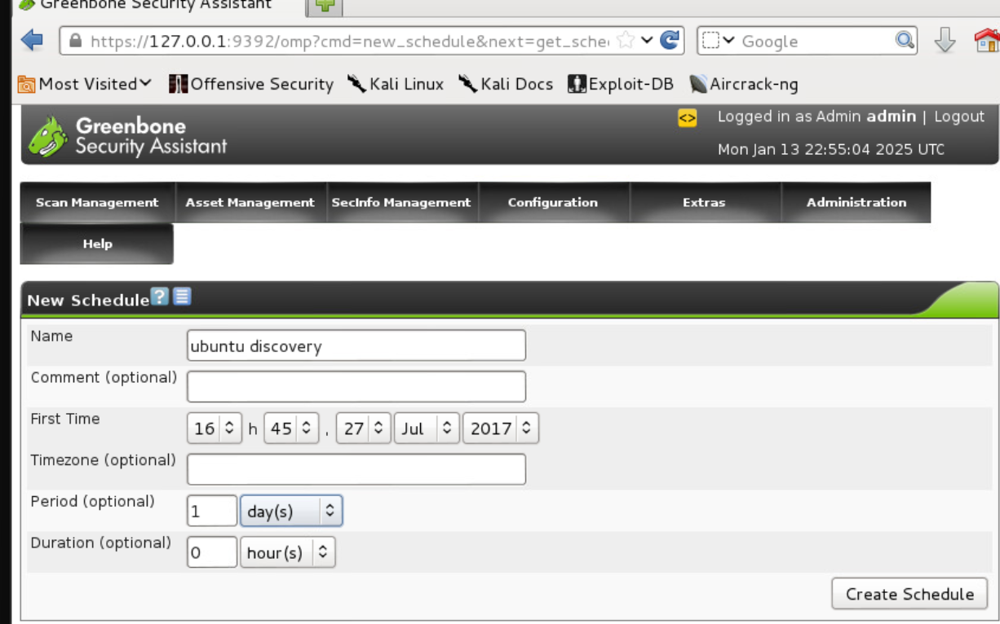 Greenbone Security Assistant
https://127.0.0.1:9392/omp?cmd=new_schedule&next=get_sche
Google
Most Visited Offensive Security Kali Linux Kali Docs Exploit-DB Aircrack-ng
Greenbone
Security Assistant
Logged in as Admin admin | Logout
Mon Jan 13 22:55:04 2025 UTC
Scan Management Asset Management SecInfo Management Configuration Extras Administration
Help
New Schedule ?
Name ubuntu discovery
Comment (optional)
First Time 16 h 45 , 27 Jul 2017
Timezone (optional)
Period (optional) 1 day(s)
Duration (optional) 0 hour(s)
Create Schedule